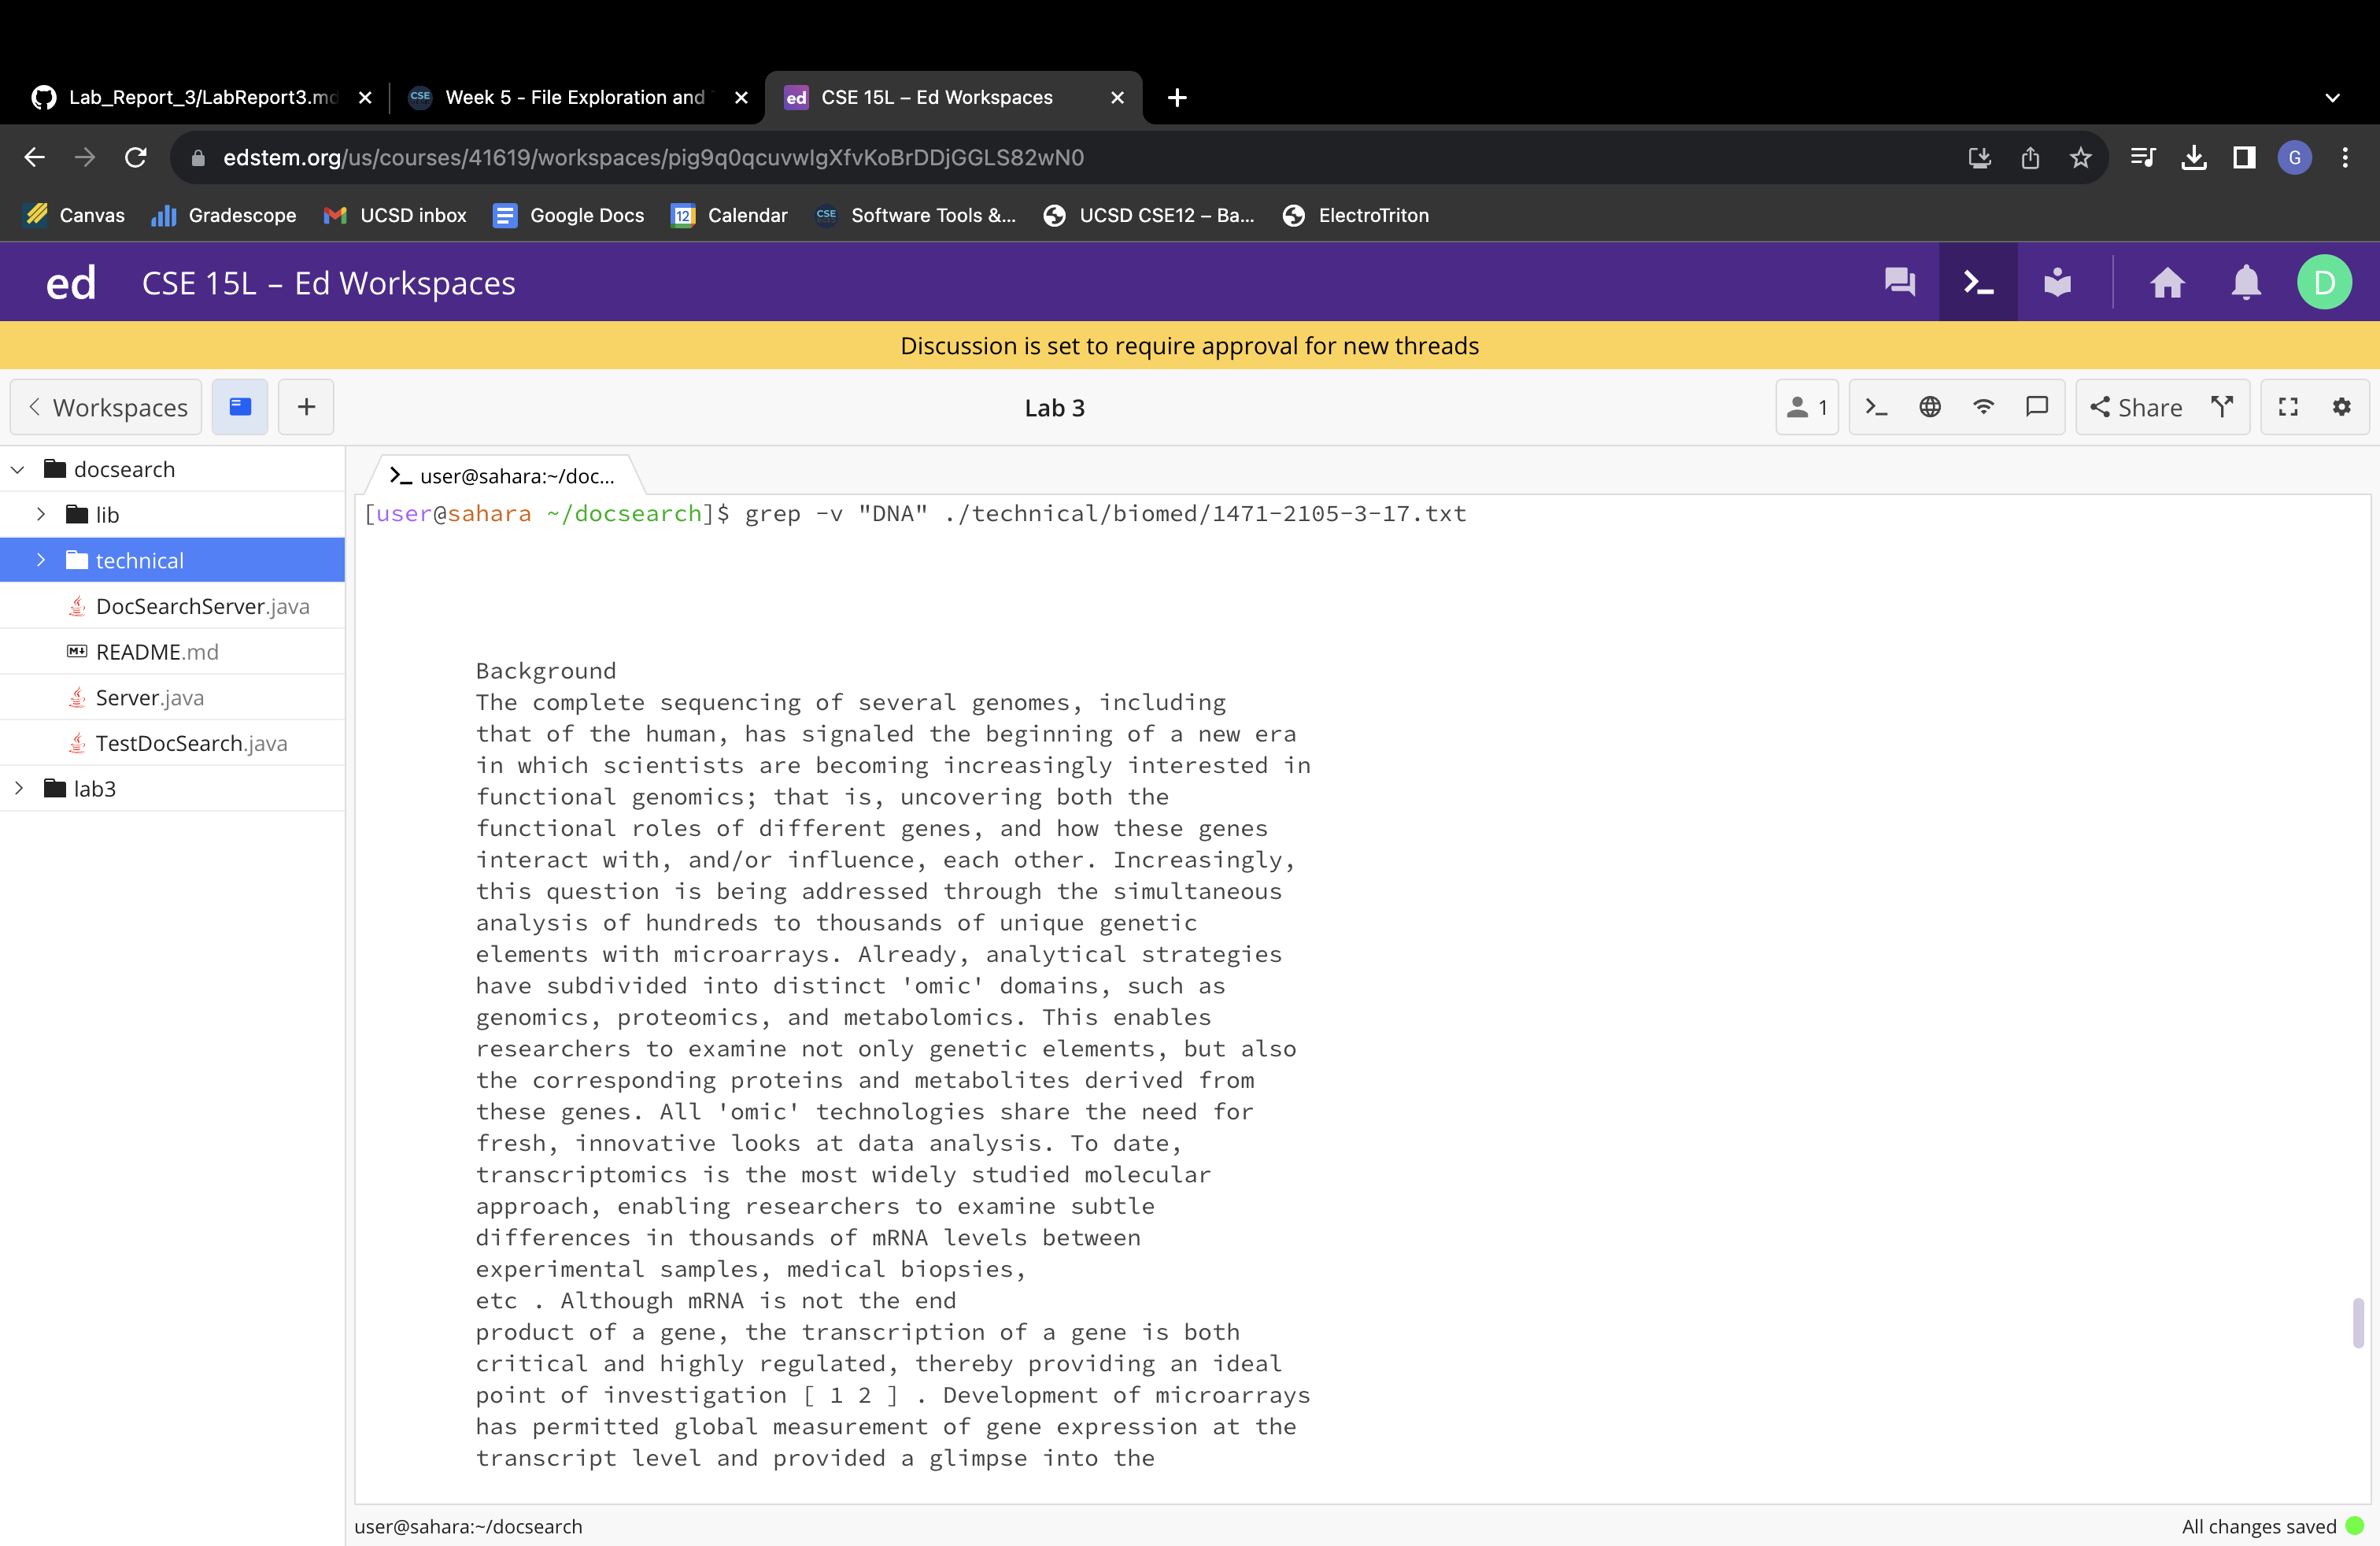 Lab_Report_3/LabReport3.md
Week 5 - File Exploration and
CSE 15L – Ed Workspaces
edstem.org/us/courses/41619/workspaces/pig9q0qcuvwIgXfvKoBrDDjGGLS82wN0
G
Canvas
Gradescope
UCSD inbox
Google Docs
12
Calendar
CSE
Software Tools &...
UCSD CSE12 – Ba...
ElectroTriton
ed
CSE 15L – Ed Workspaces
D
Discussion is set to require approval for new threads
Workspaces
Lab 3
1
Share
docsearch
lib
technical
DocSearchServer.java
README.md
Server.java
TestDocSearch.java
lab3
user@sahara:~/doc...
[user@sahara ~/docsearch]$ grep -v "DNA" ./technical/biomed/1471-2105-3-17.txt
Background
The complete sequencing of several genomes, including
that of the human, has signaled the beginning of a new era
in which scientists are becoming increasingly interested in
functional genomics; that is, uncovering both the
functional roles of different genes, and how these genes
interact with, and/or influence, each other. Increasingly,
this question is being addressed through the simultaneous
analysis of hundreds to thousands of unique genetic
elements with microarrays. Already, analytical strategies
have subdivided into distinct 'omic' domains, such as
genomics, proteomics, and metabolomics. This enables
researchers to examine not only genetic elements, but also
the corresponding proteins and metabolites derived from
these genes. All 'omic' technologies share the need for
fresh, innovative looks at data analysis. To date,
transcriptomics is the most widely studied molecular
approach, enabling researchers to examine subtle
differences in thousands of mRNA levels between
experimental samples, medical biopsies,
etc . Although mRNA is not the end
product of a gene, the transcription of a gene is both
critical and highly regulated, thereby providing an ideal
point of investigation [ 1 2 ] . Development of microarrays
has permitted global measurement of gene expression at the
transcript level and provided a glimpse into the
user@sahara:~/docsearch
All changes saved